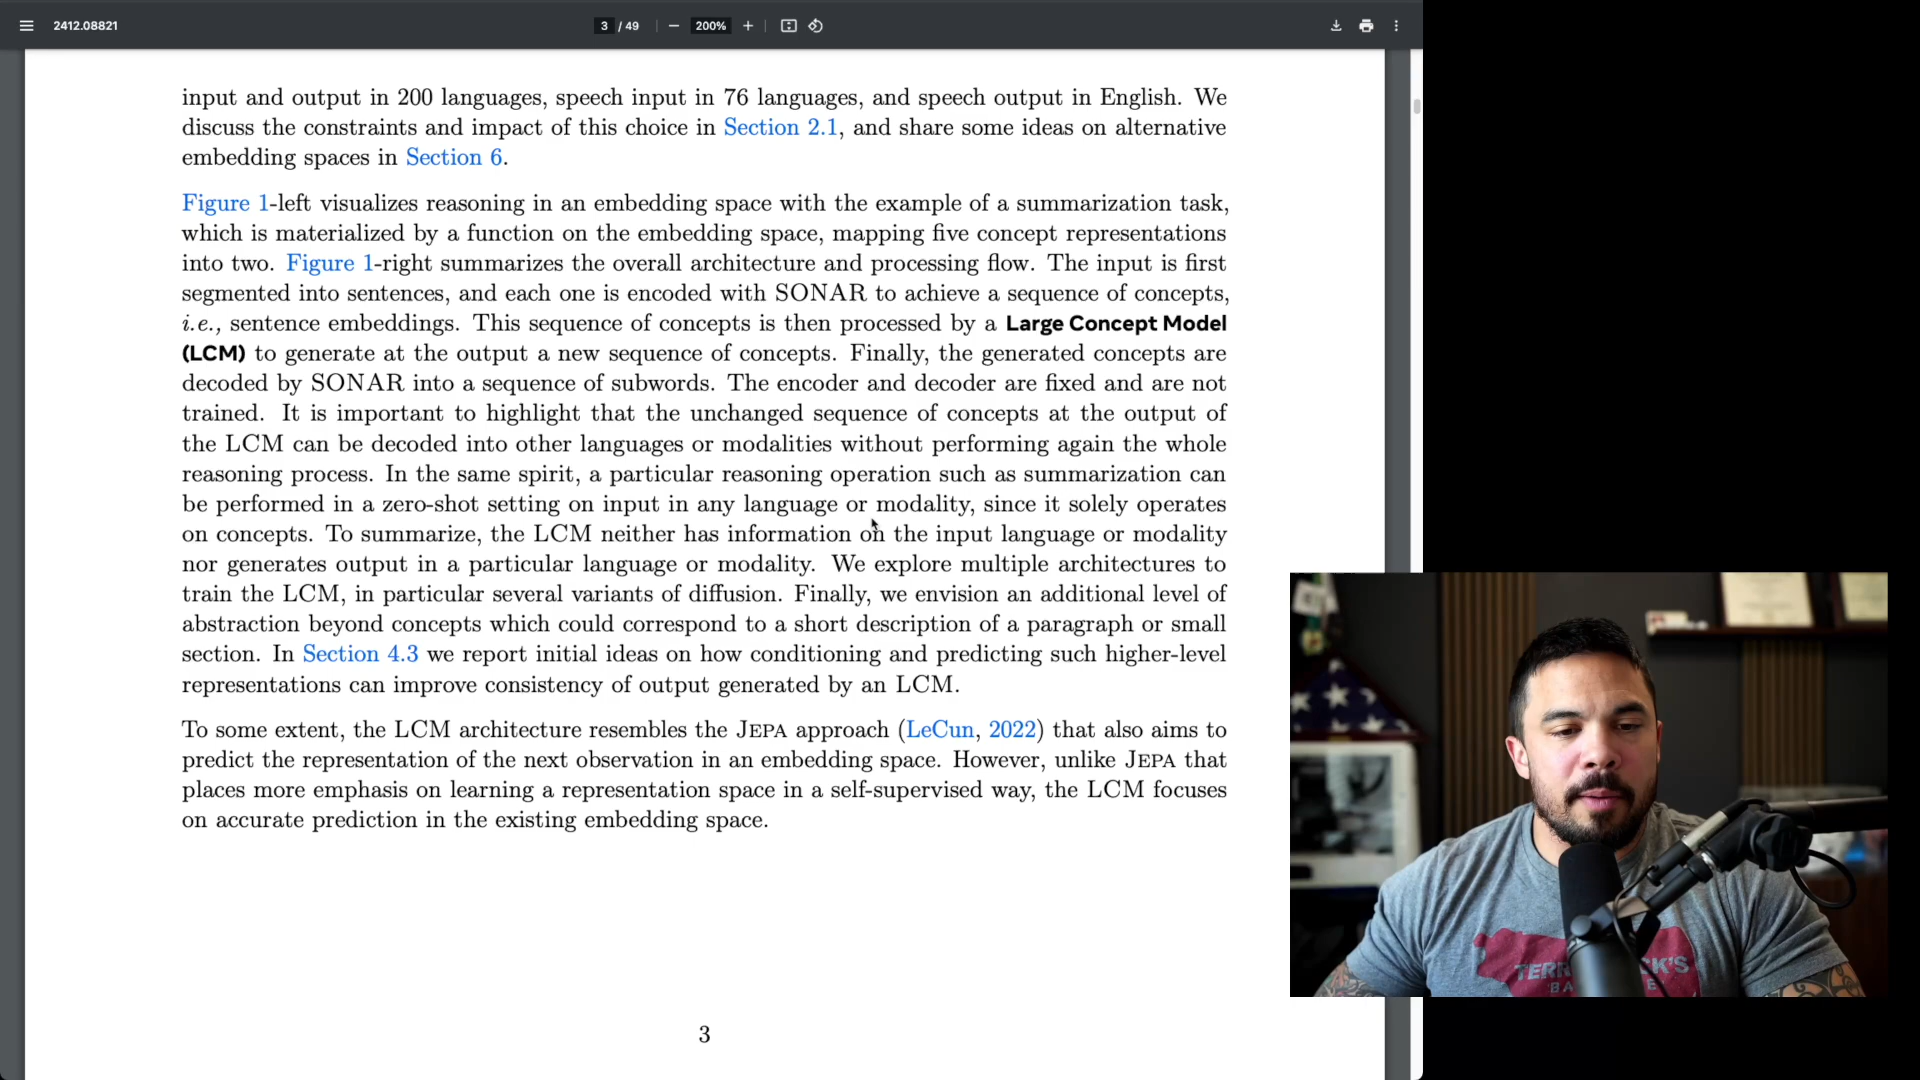 2412.08821
3 / 49
200%
input and output in 200 languages, speech input in 76 languages, and speech output in English. We
discuss the constraints and impact of this choice in Section 2.1, and share some ideas on alternative
embedding spaces in Section 6.
Figure 1-left visualizes reasoning in an embedding space with the example of a summarization task,
which is materialized by a function on the embedding space, mapping five concept representations
into two. Figure 1-right summarizes the overall architecture and processing flow. The input is first
segmented into sentences, and each one is encoded with SONAR to achieve a sequence of concepts,
i.e., sentence embeddings. This sequence of concepts is then processed by a Large Concept Model
(LCM) to generate at the output a new sequence of concepts. Finally, the generated concepts are
decoded by SONAR into a sequence of subwords. The encoder and decoder are fixed and are not
trained. It is important to highlight that the unchanged sequence of concepts at the output of
the LCM can be decoded into other languages or modalities without performing again the whole
reasoning process. In the same spirit, a particular reasoning operation such as summarization can
be performed in a zero-shot setting on input in any language or modality, since it solely operates
on concepts. To summarize, the LCM neither has information on the input language or modality
nor generates output in a particular language or modality. We explore multiple architectures to
train the LCM, in particular several variants of diffusion. Finally, we envision an additional level of
abstraction beyond concepts which could correspond to a short description of a paragraph or small
section. In Section 4.3 we report initial ideas on how conditioning and predicting such higher-level
representations can improve consistency of output generated by an LCM.
To some extent, the LCM architecture resembles the JEPA approach (LeCun, 2022) that also aims to
predict the representation of the next observation in an embedding space. However, unlike JEPA that
places more emphasis on learning a representation space in a self-supervised way, the LCM focuses
on accurate prediction in the existing embedding space.
3